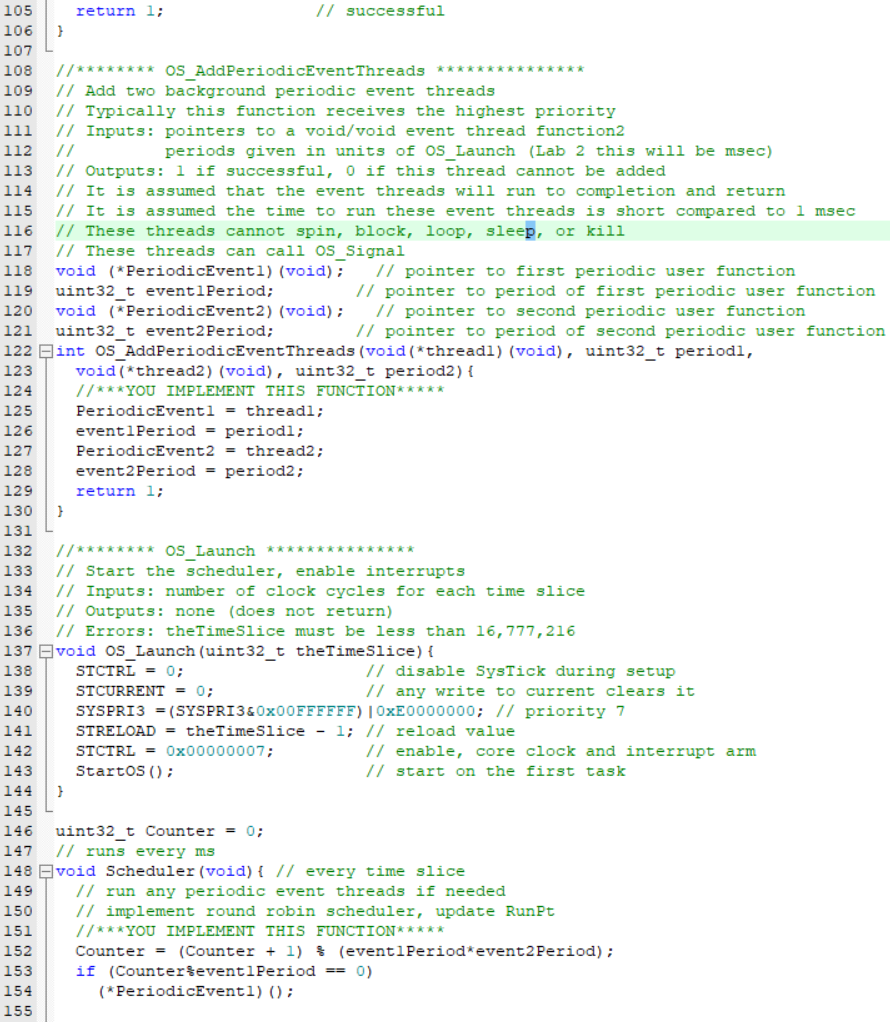 105 return 1; // successful
106 }
107
108 //******** OS_AddPeriodicEventThreads ***************
109 // Add two background periodic event threads
110 // Typically this function receives the highest priority
111 // Inputs: pointers to a void/void event thread function2
112 // periods given in units of OS_Launch (Lab 2 this will be msec)
113 // Outputs: 1 if successful, 0 if this thread cannot be added
114 // It is assumed that the event threads will run to completion and return
115 // It is assumed the time to run these event threads is short compared to 1 msec
116 // These threads cannot spin, block, loop, sleep, or kill
117 // These threads can call OS_Signal
118 void (*PeriodicEvent1)(void); // pointer to first periodic user function
119 uint32_t event1Period; // pointer to period of first periodic user function
120 void (*PeriodicEvent2)(void); // pointer to second periodic user function
121 uint32_t event2Period; // pointer to period of second periodic user function
122 int OS_AddPeriodicEventThreads(void(*thread1)(void), uint32_t period1,
123 void(*thread2)(void), uint32_t period2){
124 //***YOU IMPLEMENT THIS FUNCTION*****
125 PeriodicEvent1 = thread1;
126 event1Period = period1;
127 PeriodicEvent2 = thread2;
128 event2Period = period2;
129 return 1;
130 }
131
132 //******** OS_Launch ***************
133 // Start the scheduler, enable interrupts
134 // Inputs: number of clock cycles for each time slice
135 // Outputs: none (does not return)
136 // Errors: theTimeSlice must be less than 16,777,216
137 void OS_Launch(uint32_t theTimeSlice){
138 STCTRL = 0; // disable SysTick during setup
139 STCURRENT = 0; // any write to current clears it
140 SYSPRI3 =(SYSPRI3&0x00FFFFFF)|0xE0000000; // priority 7
141 STRELOAD = theTimeSlice - 1; // reload value
142 STCTRL = 0x00000007; // enable, core clock and interrupt arm
143 StartOS(); // start on the first task
144 }
145
146 uint32_t Counter = 0;
147 // runs every ms
148 void Scheduler(void){ // every time slice
149 // run any periodic event threads if needed
150 // implement round robin scheduler, update RunPt
151 //***YOU IMPLEMENT THIS FUNCTION*****
152 Counter = (Counter + 1) % (event1Period*event2Period);
153 if (Counter%event1Period == 0)
154 (*PeriodicEvent1)();
155